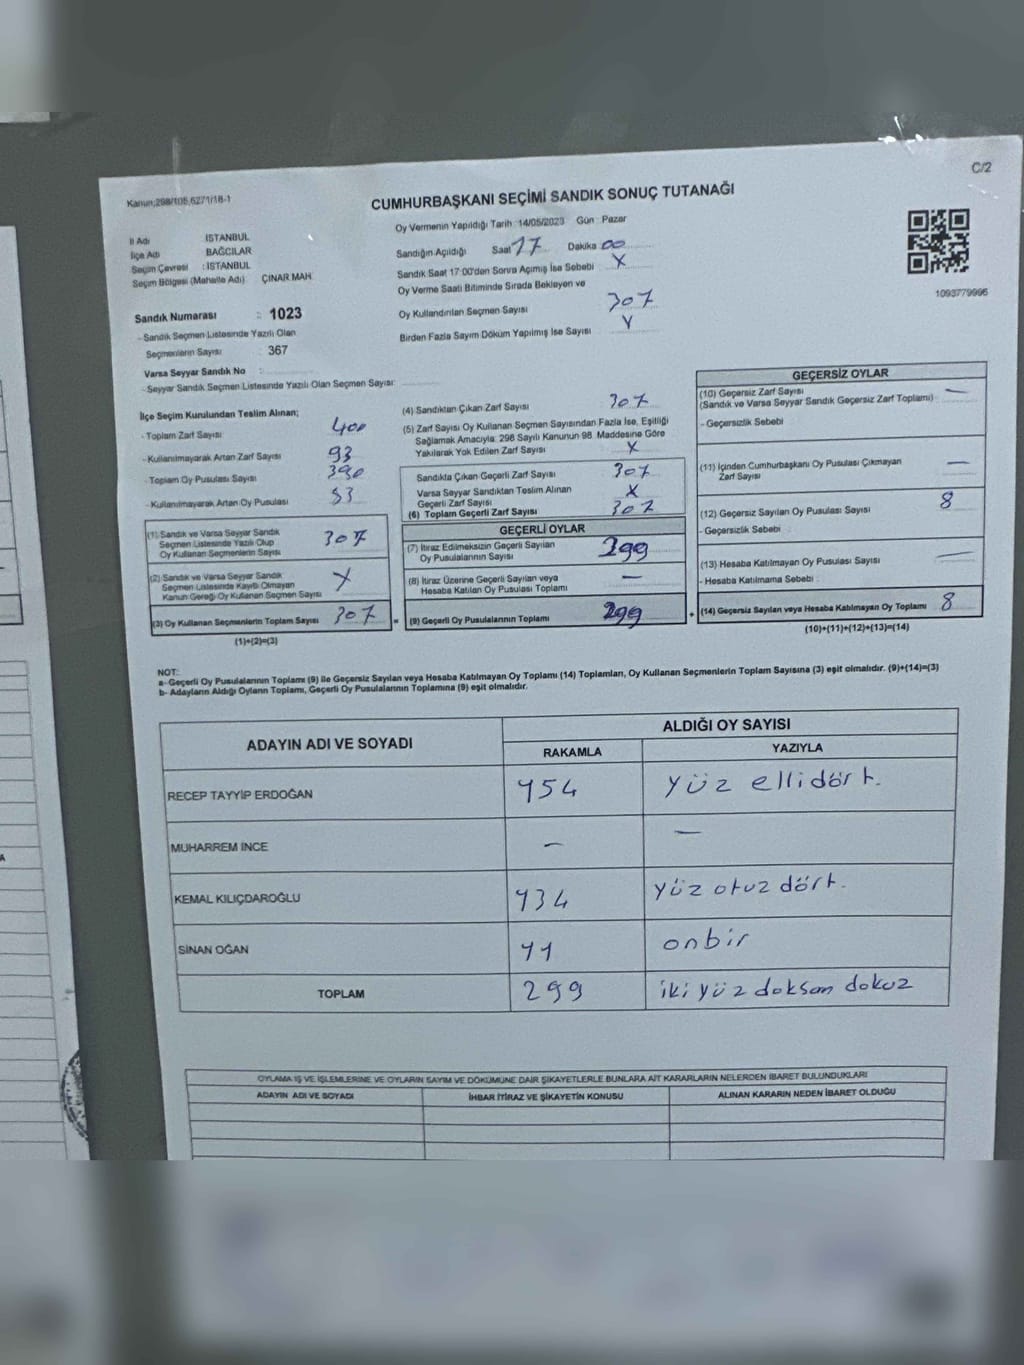 C/2
Kanun;298/105,6271/18-1
CUMHURBAŞKANI SEÇİMİ SANDIK SONUÇ TUTANAĞI
Oy Vermenin Yapıldığı Tarih :14/05/2023 Gün : Pazar
İl Adı : İSTANBUL
İlçe Adı : BAĞCILAR
Seçim Çevresi : İSTANBUL
Seçim Bölgesi (Mahalle Adı) ÇINAR MAH.
Sandık Numarası : 1023
- Sandık Seçmen Listesinde Yazılı Olan
Seçmenlerin Sayısı : 367
Varsa Seyyar Sandık No :
- Seyyar Sandık Seçmen Listesinde Yazılı Olan Seçmen Sayısı:
Sandığın Açıldığı Saat 17 Dakika 00
Sandık Saat 17:00'den Sonra Açılmış İse Sebebi X
Oy Verme Saati Bitiminde Sırada Bekleyen ve
Oy Kullandırılan Seçmen Sayısı 307
Birden Fazla Sayım Döküm Yapılmış İse Sayısı Y
1093779996
İlçe Seçim Kurulundan Teslim Alınan;
- Toplam Zarf Sayısı 400
- Kullanılmayarak Artan Zarf Sayısı 93
- Toplam Oy Pusulası Sayısı 390
- Kullanılmayarak Artan Oy Pusulası
(1) Sandık ve Varsa Seyyar Sandık
Seçmen Listesinde Yazılı Olup
Oy Kullanan Seçmenlerin Sayısı 307
(2) Sandık ve Varsa Seyyar Sandık
Seçmen Listesinde Kayıtlı Olmayan
Kanun Gereği Oy Kullanan Seçmen Sayısı X
(3) Oy Kullanan Seçmenlerin Toplam Sayısı 307
(1)+(2)=(3)
(4) Sandıktan Çıkan Zarf Sayısı 307
(5) Zarf Sayısı Oy Kullanan Seçmen Sayısından Fazla İse, Eşitliği
Sağlamak Amacıyla: 298 Sayılı Kanunun 98. Maddesine Göre
Yakılarak Yok Edilen Zarf Sayısı X
Sandıkta Çıkan Geçerli Zarf Sayısı 307
Varsa Seyyar Sandıktan Teslim Alınan
Geçerli Zarf Sayısı X
(6) Toplam Geçerli Zarf Sayısı 307
GEÇERLİ OYLAR
(7) İtiraz Edilmeksizin Geçerli Sayılan
Oy Pusulalarının Sayısı 299
(8) İtiraz Üzerine Geçerli Sayılan veya
Hesaba Katılan Oy Pusulası Toplamı —
= (9) Geçerli Oy Pusulalarının Toplamı 299
GEÇERSİZ OYLAR
(10) Geçersiz Zarf Sayısı
(Sandık ve Varsa Seyyar Sandık Geçersiz Zarf Toplamı) : —
- Geçersizlik Sebebi :
(11) İçinden Cumhurbaşkanı Oy Pusulası Çıkmayan
Zarf Sayısı —
(12) Geçersiz Sayılan Oy Pusulası Sayısı 8
- Geçersizlik Sebebi :
(13) Hesaba Katılmayan Oy Pusulası Sayısı —
- Hesaba Katılmama Sebebi :
+ (14) Geçersiz Sayılan veya Hesaba Katılmayan Oy Toplamı 8
(10)+(11)+(12)+(13)=(14)
NOT:
a- Geçerli Oy Pusulalarının Toplamı (9) ile Geçersiz Sayılan veya Hesaba Katılmayan Oy Toplamı (14) Toplamları, Oy Kullanan Seçmenlerin Toplam Sayısına (3) eşit olmalıdır. (9)+(14)=(3)
b- Adayların Aldığı Oyların Toplamı, Geçerli Oy Pusulalarının Toplamına (9) eşit olmalıdır.
ADAYIN ADI VE SOYADI ALDIĞI OY SAYISI
RAKAMLA YAZIYLA
RECEP TAYYİP ERDOĞAN 154 yüz ellidört.
MUHARREM İNCE — —
KEMAL KILIÇDAROĞLU 134 yüz otuz dört.
SİNAN OĞAN 11 onbir
TOPLAM 299 iki yüz doksan dokuz
OYLAMA İŞ VE İŞLEMLERİNE VE OYLARIN SAYIM VE DÖKÜMÜNE DAİR ŞİKAYETLERLE BUNLARA AİT KARARLARIN NELERDEN İBARET BULUNDUKLARI
ADAYIN ADI VE SOYADI İHBAR İTİRAZ VE ŞİKAYETİN KONUSU ALINAN KARARIN NEDEN İBARET OLDUĞU